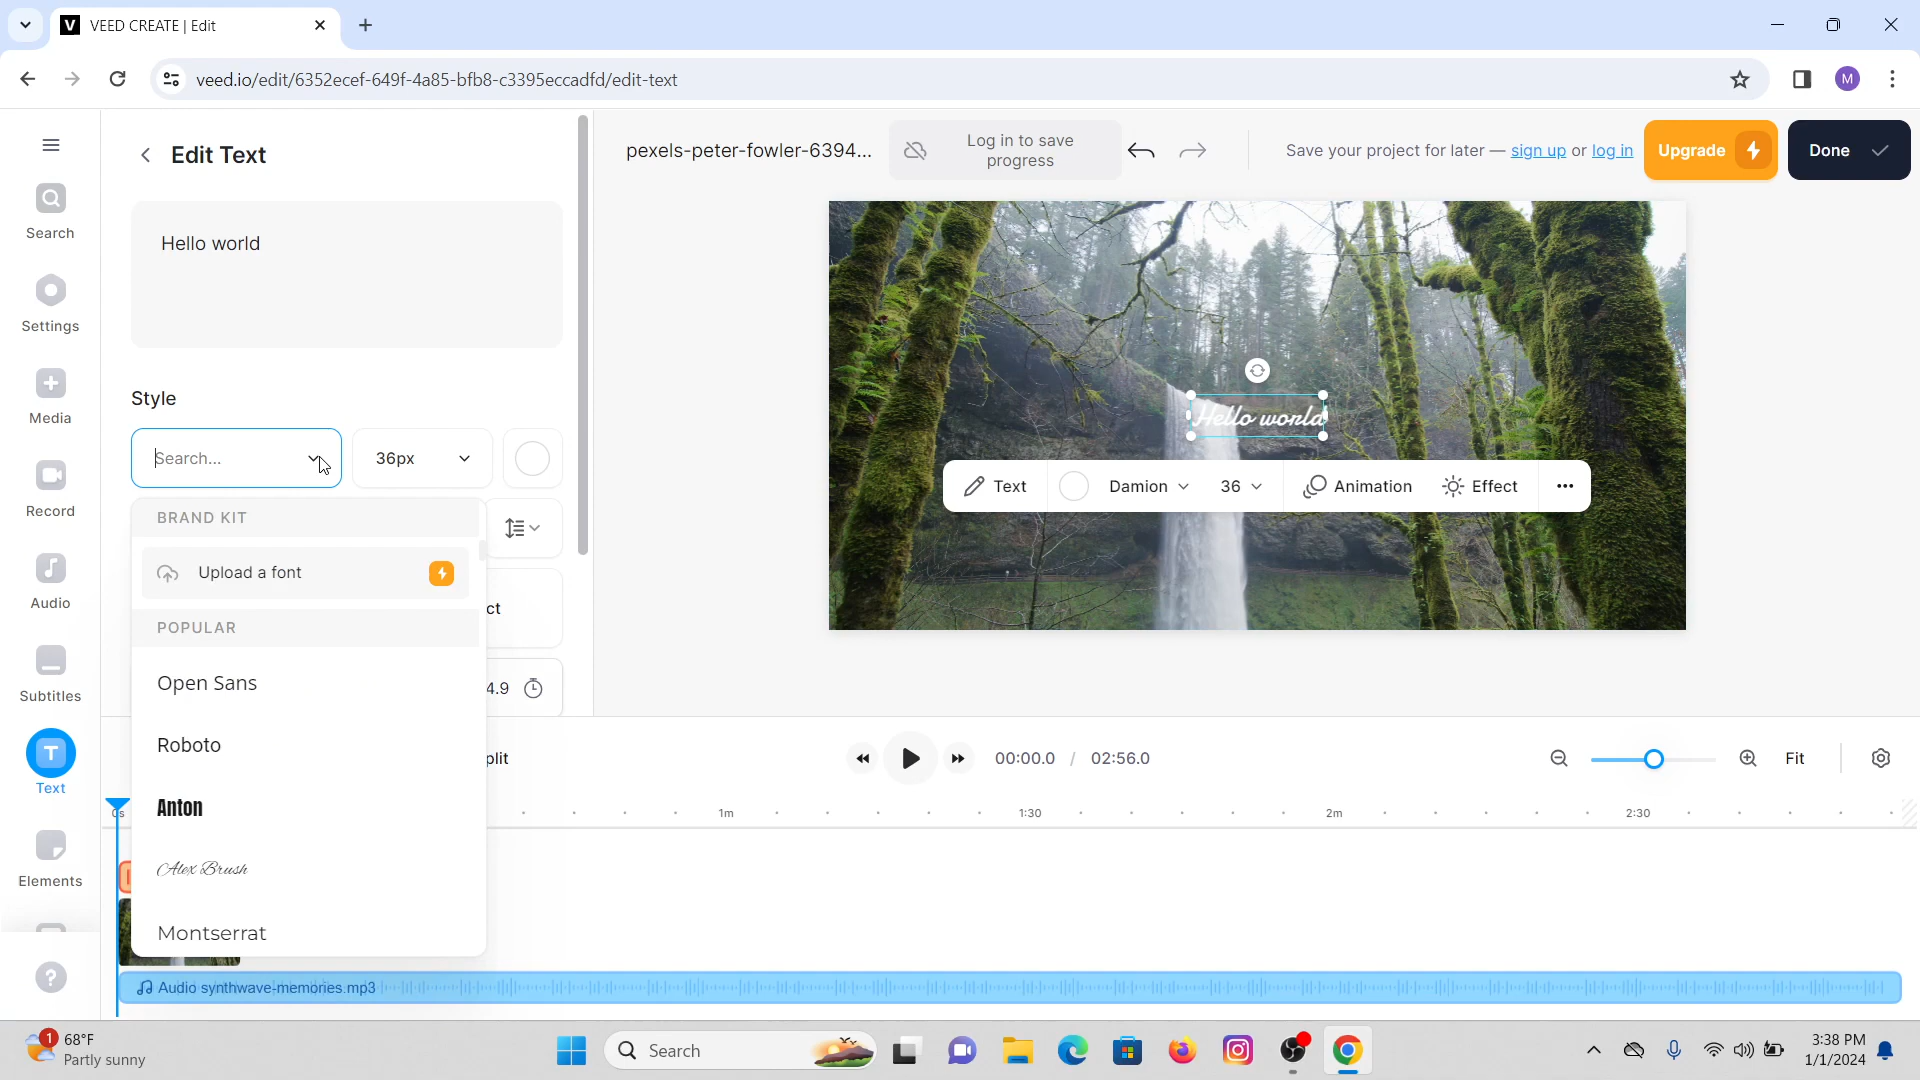 VEED CREATE | Edit
veed.io/edit/6352ecef-649f-4a85-bfb8-c3395eccadfd/edit-text
M
Edit Text
pexels-peter-fowler-6394...
Log in to save
progress
Save your project for later — sign up or log in
Upgrade
Done
Search
Settings
Media
Record
Audio
Subtitles
Text
Elements
Hello world
Style
Search...
36px
BRAND KIT
Upload a font
POPULAR
Open Sans
Roboto
Anton
Alex Brush
Montserrat
ct
4.9
plit
Hello world
Text
Damion
36
Animation
Effect
00:00.0 / 02:56.0
Fit
0s
1m
1:30
2m
2:30
Audio synthwave-memories.mp3
1
68°F
Partly sunny
Search
3:38 PM
1/1/2024